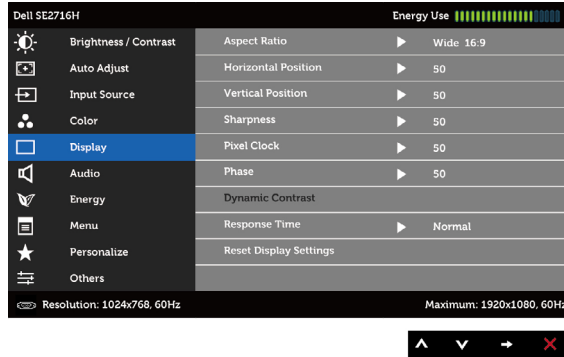 Dell SE2716H Energy Use
Brightness / Contrast Aspect Ratio Wide 16:9
Auto Adjust Horizontal Position 50
Input Source Vertical Position 50
Color Sharpness 50
Display Pixel Clock 50
Audio Phase 50
Energy Dynamic Contrast
Menu Response Time Normal
Personalize Reset Display Settings
Others
Resolution: 1024x768, 60Hz Maximum: 1920x1080, 60Hz